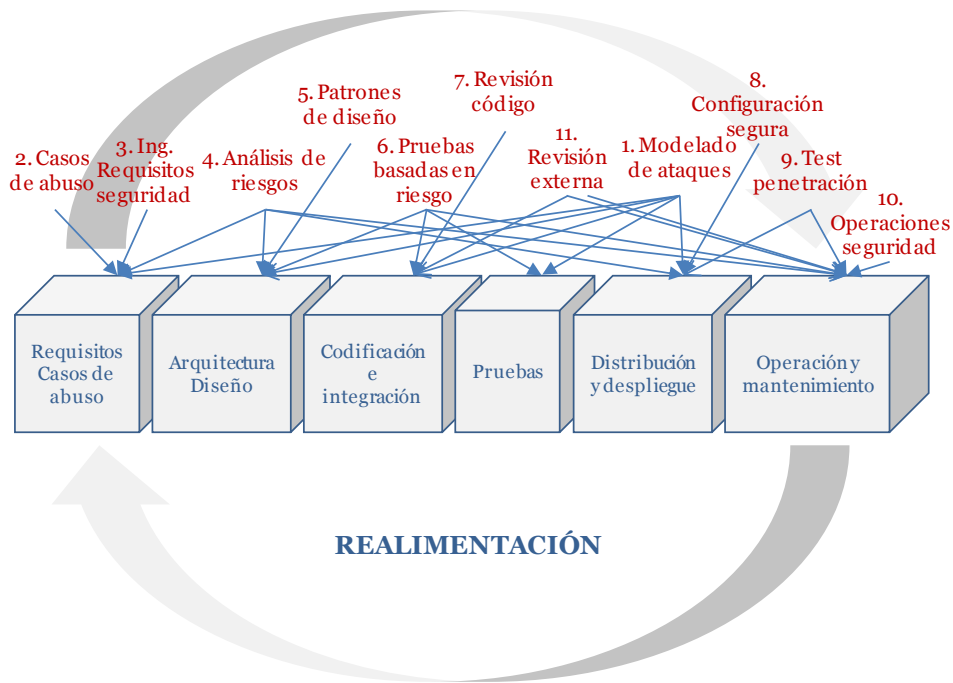 2. Casos
de abuso
3. Ing.
Requisitos
seguridad
4. Análisis de
riesgos
5. Patrones
de diseño
6. Pruebas
basadas en
riesgo
7. Revisión
código
11.
Revisión
externa
1. Modelado
de ataques
8.
Configuración
segura
9. Test
penetración
10.
Operaciones
seguridad
Requisitos
Casos de
abuso
Arquitectura
Diseño
Codificación
e
integración
Pruebas
Distribución
y despliegue
Operación y
mantenimiento
REALIMENTACIÓN